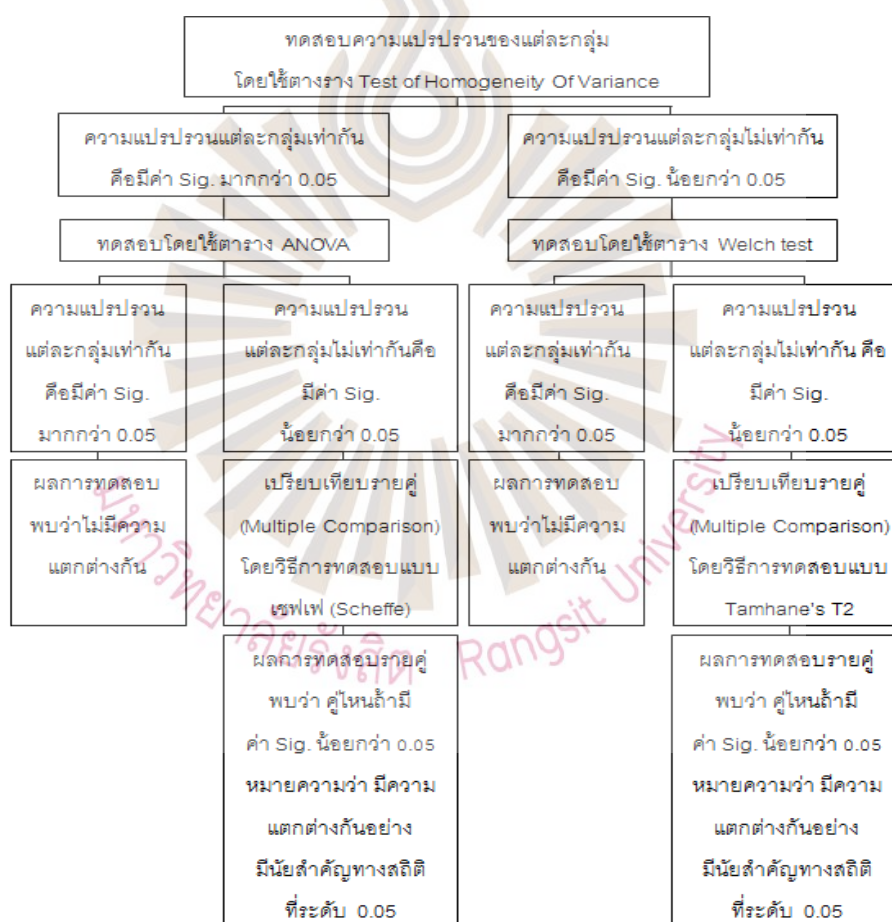 ทดสอบความแปรปรวนของแต่ละกลุ่ม
โดยใช้ตางราง Test of Homogeneity Of Variance
ความแปรปรวนแต่ละกลุ่มเท่ากัน
คือมีค่า Sig. มากกว่า 0.05
ความแปรปรวนแต่ละกลุ่มไม่เท่ากัน
คือมีค่า Sig. น้อยกว่า 0.05
ทดสอบโดยใช้ตาราง ANOVA
ทดสอบโดยใช้ตาราง Welch test
ความแปรปรวน
แต่ละกลุ่มเท่ากัน
คือมีค่า Sig.
มากกว่า 0.05
ความแปรปรวน
แต่ละกลุ่มไม่เท่ากันคือ
มีค่า Sig.
น้อยกว่า 0.05
ความแปรปรวน
แต่ละกลุ่มเท่ากัน
คือมีค่า Sig.
มากกว่า 0.05
ความแปรปรวน
แต่ละกลุ่มไม่เท่ากัน คือ
มีค่า Sig.
น้อยกว่า 0.05
ผลการทดสอบ
พบว่าไม่มีความ
แตกต่างกัน
เปรียบเทียบรายคู่
(Multiple Comparison)
โดยวิธีการทดสอบแบบ
เชฟเฟ (Scheffe)
ผลการทดสอบ
พบว่าไม่มีความ
แตกต่างกัน
เปรียบเทียบรายคู่
(Multiple Comparison)
โดยวิธีการทดสอบแบบ
Tamhane's T2
ผลการทดสอบรายคู่
พบว่า คู่ไหนถ้ามี
ค่า Sig. น้อยกว่า 0.05
หมายความว่า มีความ
แตกต่างกันอย่าง
มีนัยสำคัญทางสถิติ
ที่ระดับ 0.05
ผลการทดสอบรายคู่
พบว่า คู่ไหนถ้ามี
ค่า Sig. น้อยกว่า 0.05
หมายความว่า มีความ
แตกต่างกันอย่าง
มีนัยสำคัญทางสถิติ
ที่ระดับ 0.05
มหาวิทยาลัยรังสิต Rangsit University